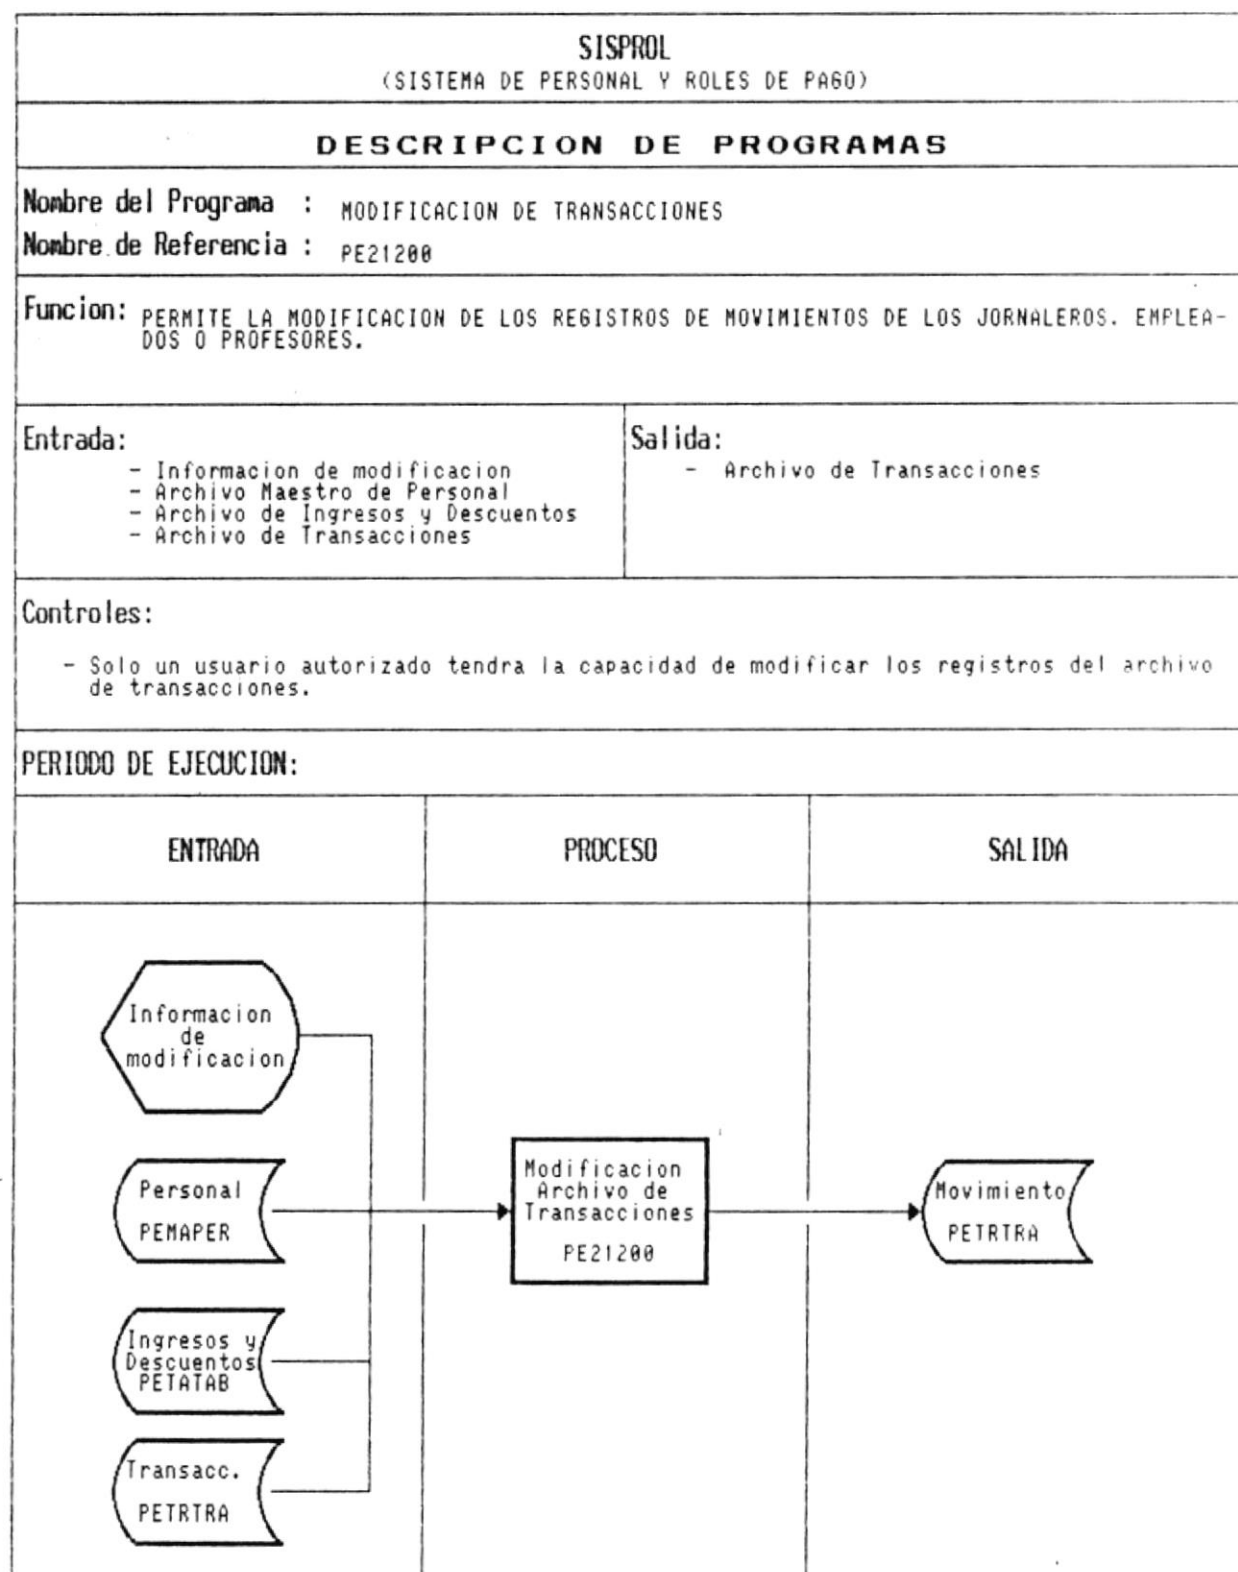 SISPROL
(SISTEMA DE PERSONAL Y ROLES DE PAGO)
DESCRIPCION DE PROGRAMAS
Nombre del Programa : MODIFICACION DE TRANSACCIONES
Nombre de Referencia : PE21200
Funcion: PERMITE LA MODIFICACION DE LOS REGISTROS DE MOVIMIENTOS DE LOS JORNALEROS. EMPLEA-
DOS O PROFESORES.
Entrada:
- Informacion de modificacion
- Archivo Maestro de Personal
- Archivo de Ingresos y Descuentos
- Archivo de Transacciones
Salida:
- Archivo de Transacciones
Controles:
- Solo un usuario autorizado tendra la capacidad de modificar los registros del archivo
de transacciones.
PERIODO DE EJECUCION:
ENTRADA
PROCESO
SALIDA
Informacion
de
modificacion
Personal
PEMAPER
Ingresos y
Descuentos
PETATAB
Transacc.
PETRTRA
Modificacion
Archivo de
Transacciones
PE21200
Movimiento
PETRTRA